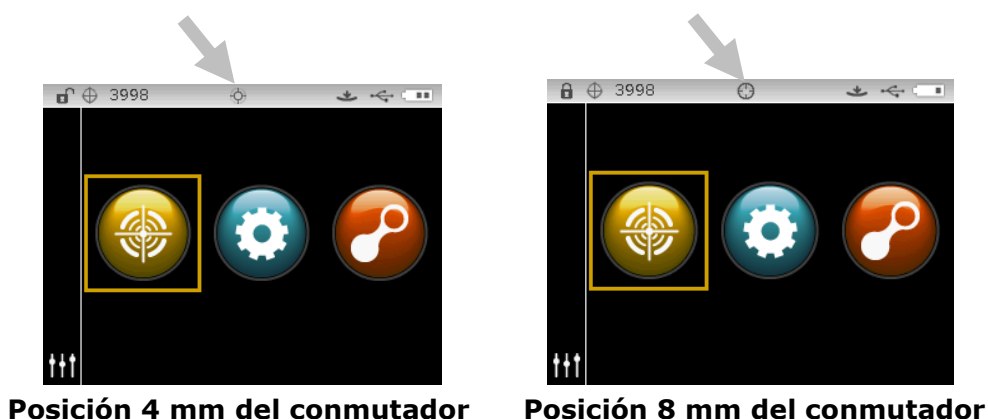 3998
3998
Posición 4 mm del conmutador
Posición 8 mm del conmutador